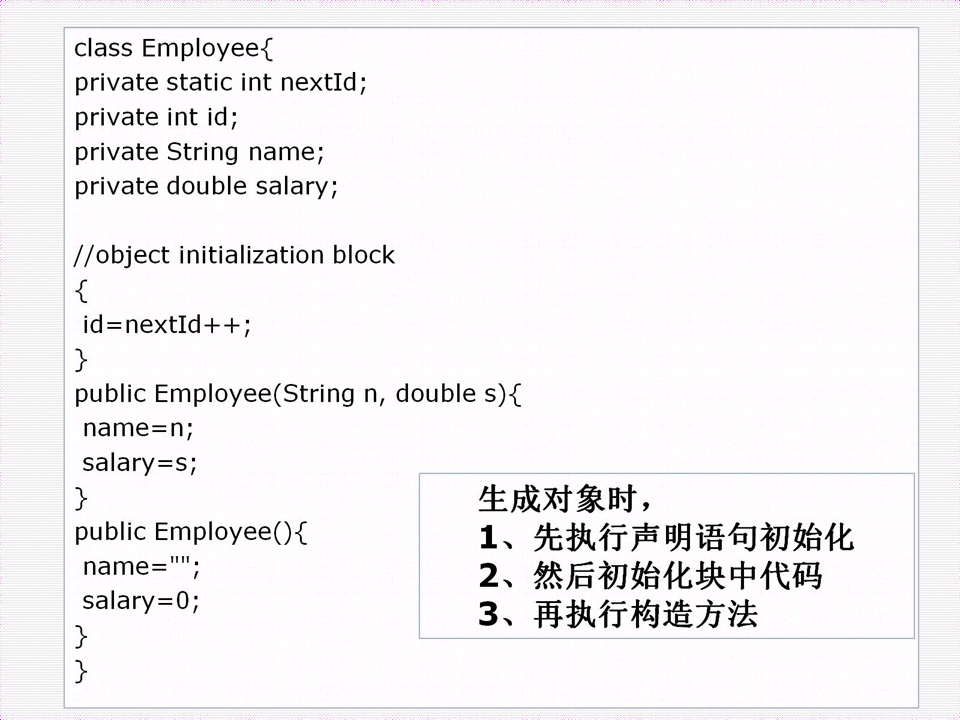 class Employee{
private static int nextId;
private int id;
private String name;
private double salary;
//object initialization block
{
id=nextId++;
}
public Employee(String n, double s){
name=n;
salary=s;
}
public Employee(){
name="";
salary=0;
}
}
生成对象时，
1、先执行声明语句初始化
2、然后初始化块中代码
3、再执行构造方法